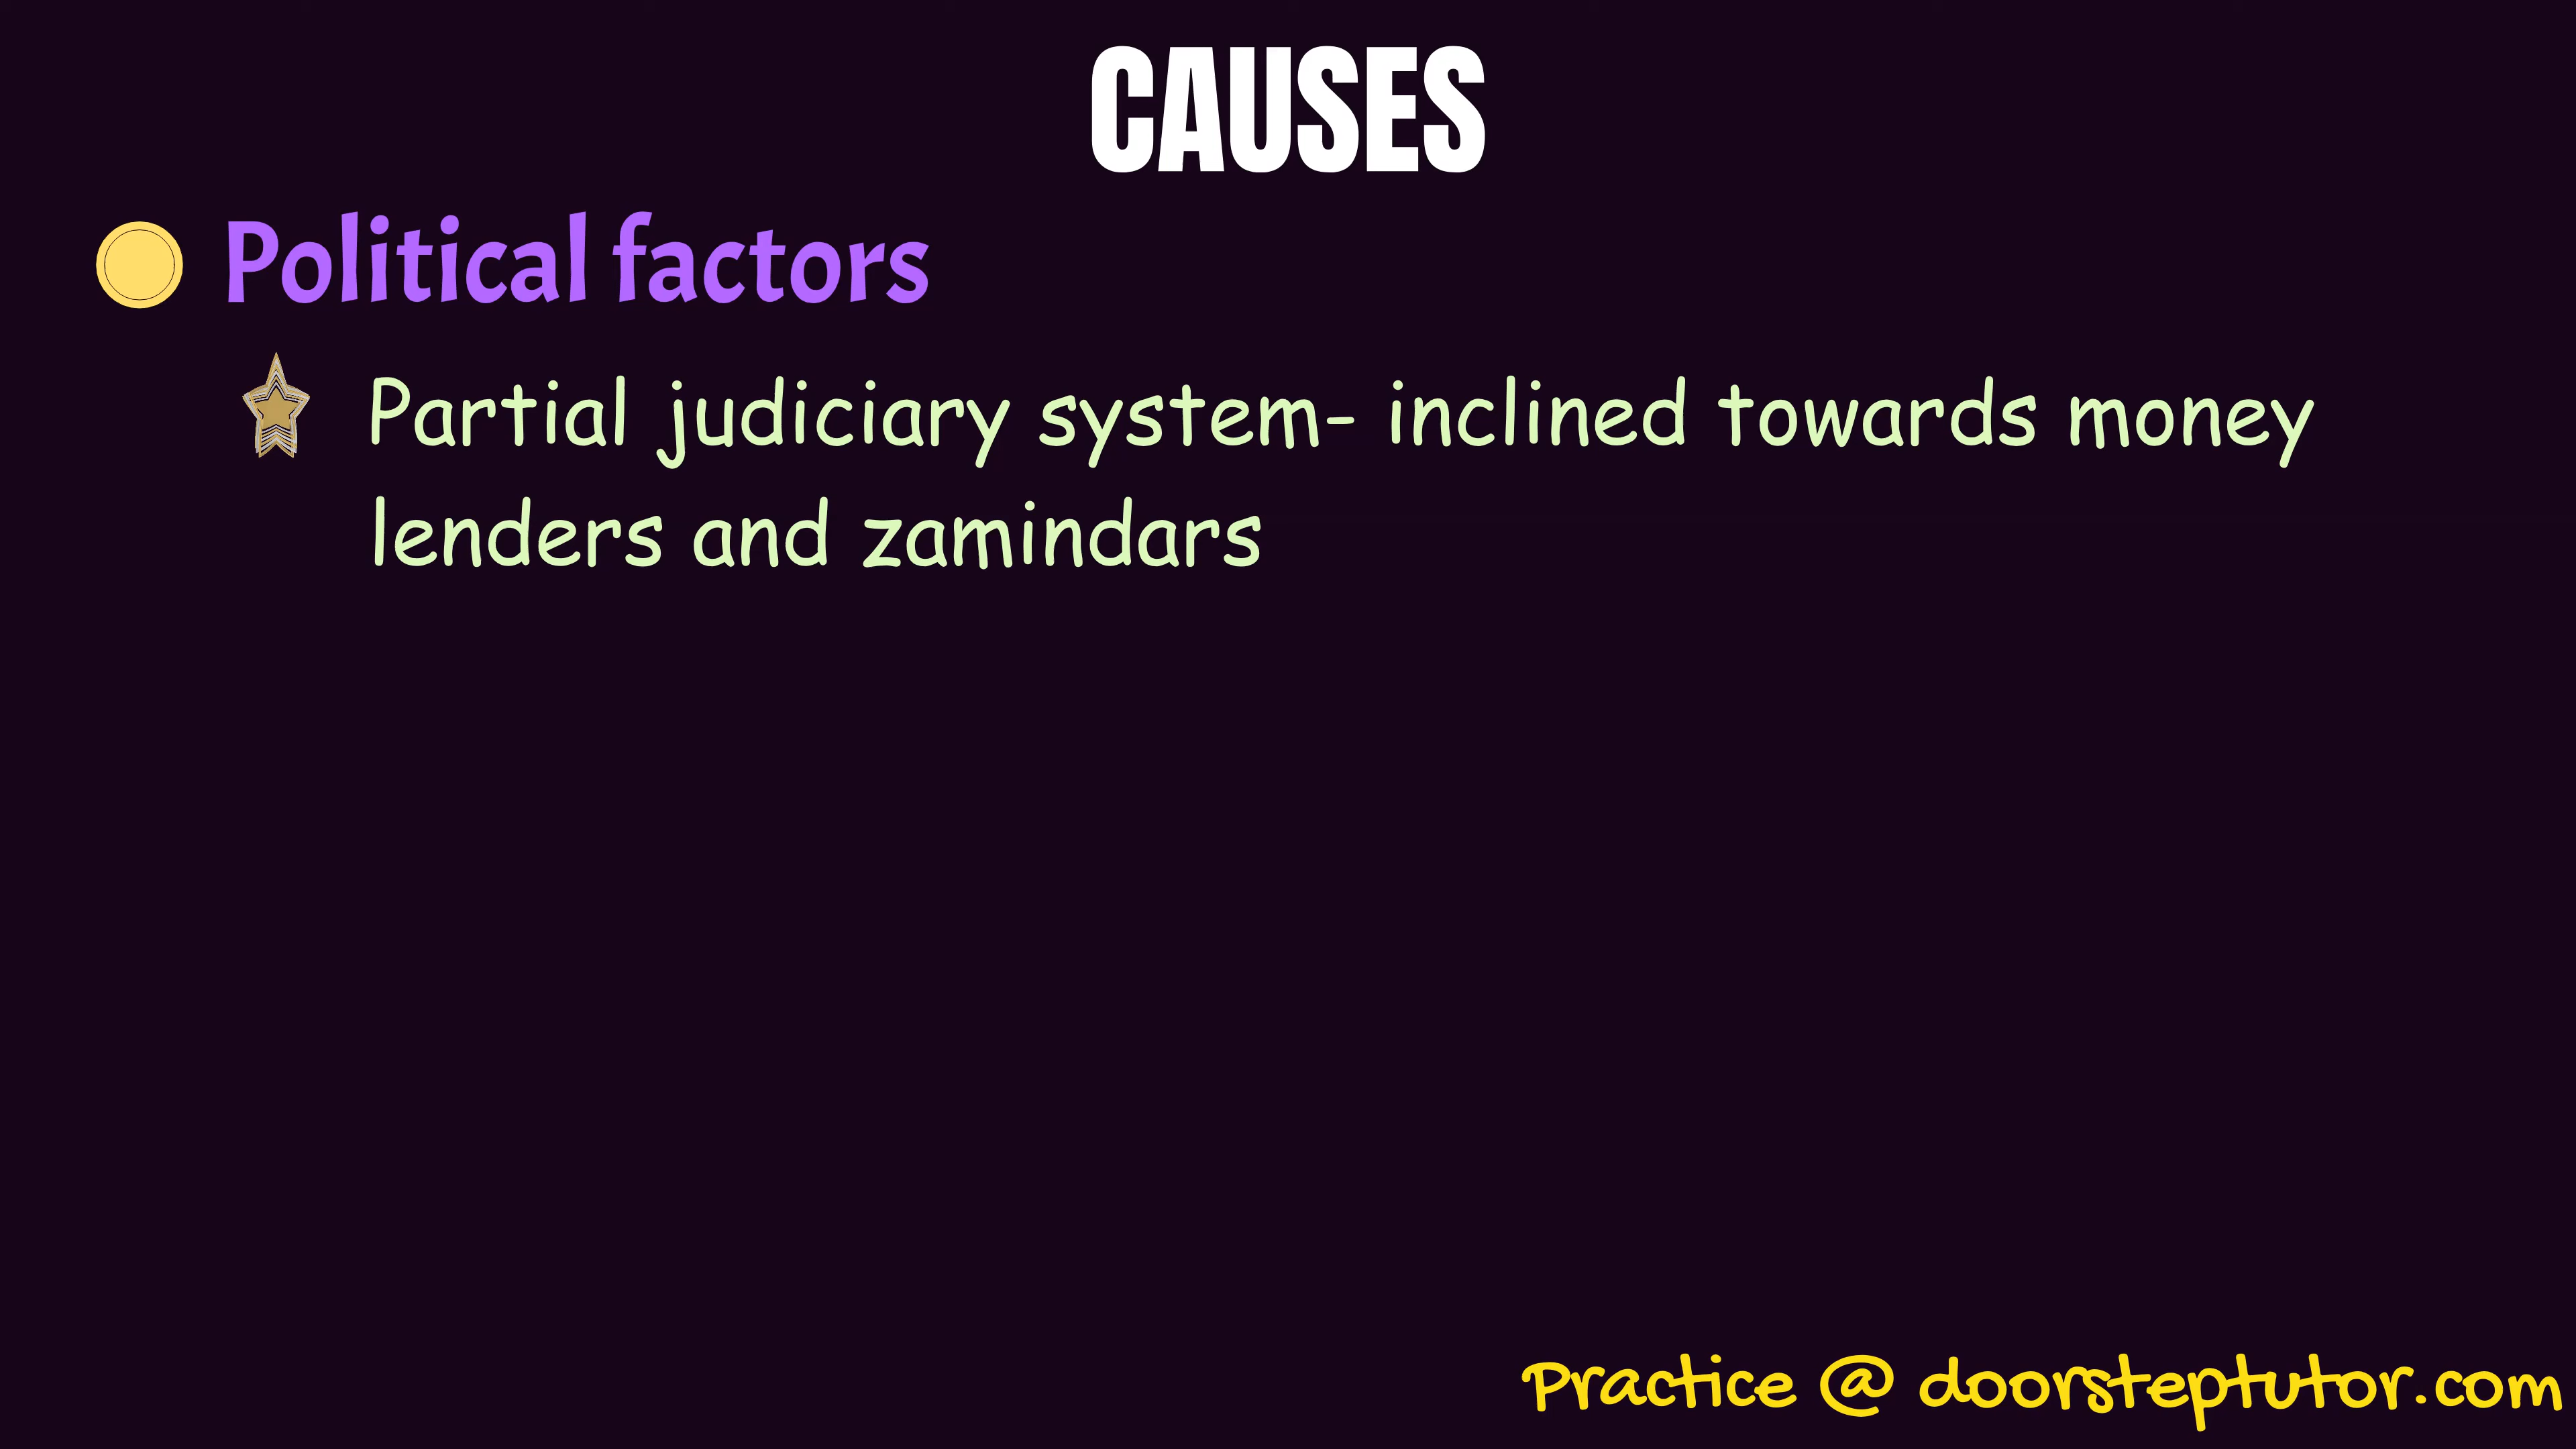 CAUSES
Political factors
Partial judiciary system- inclined towards money
lenders and zamindars
Practice @ doorsteptutor.com